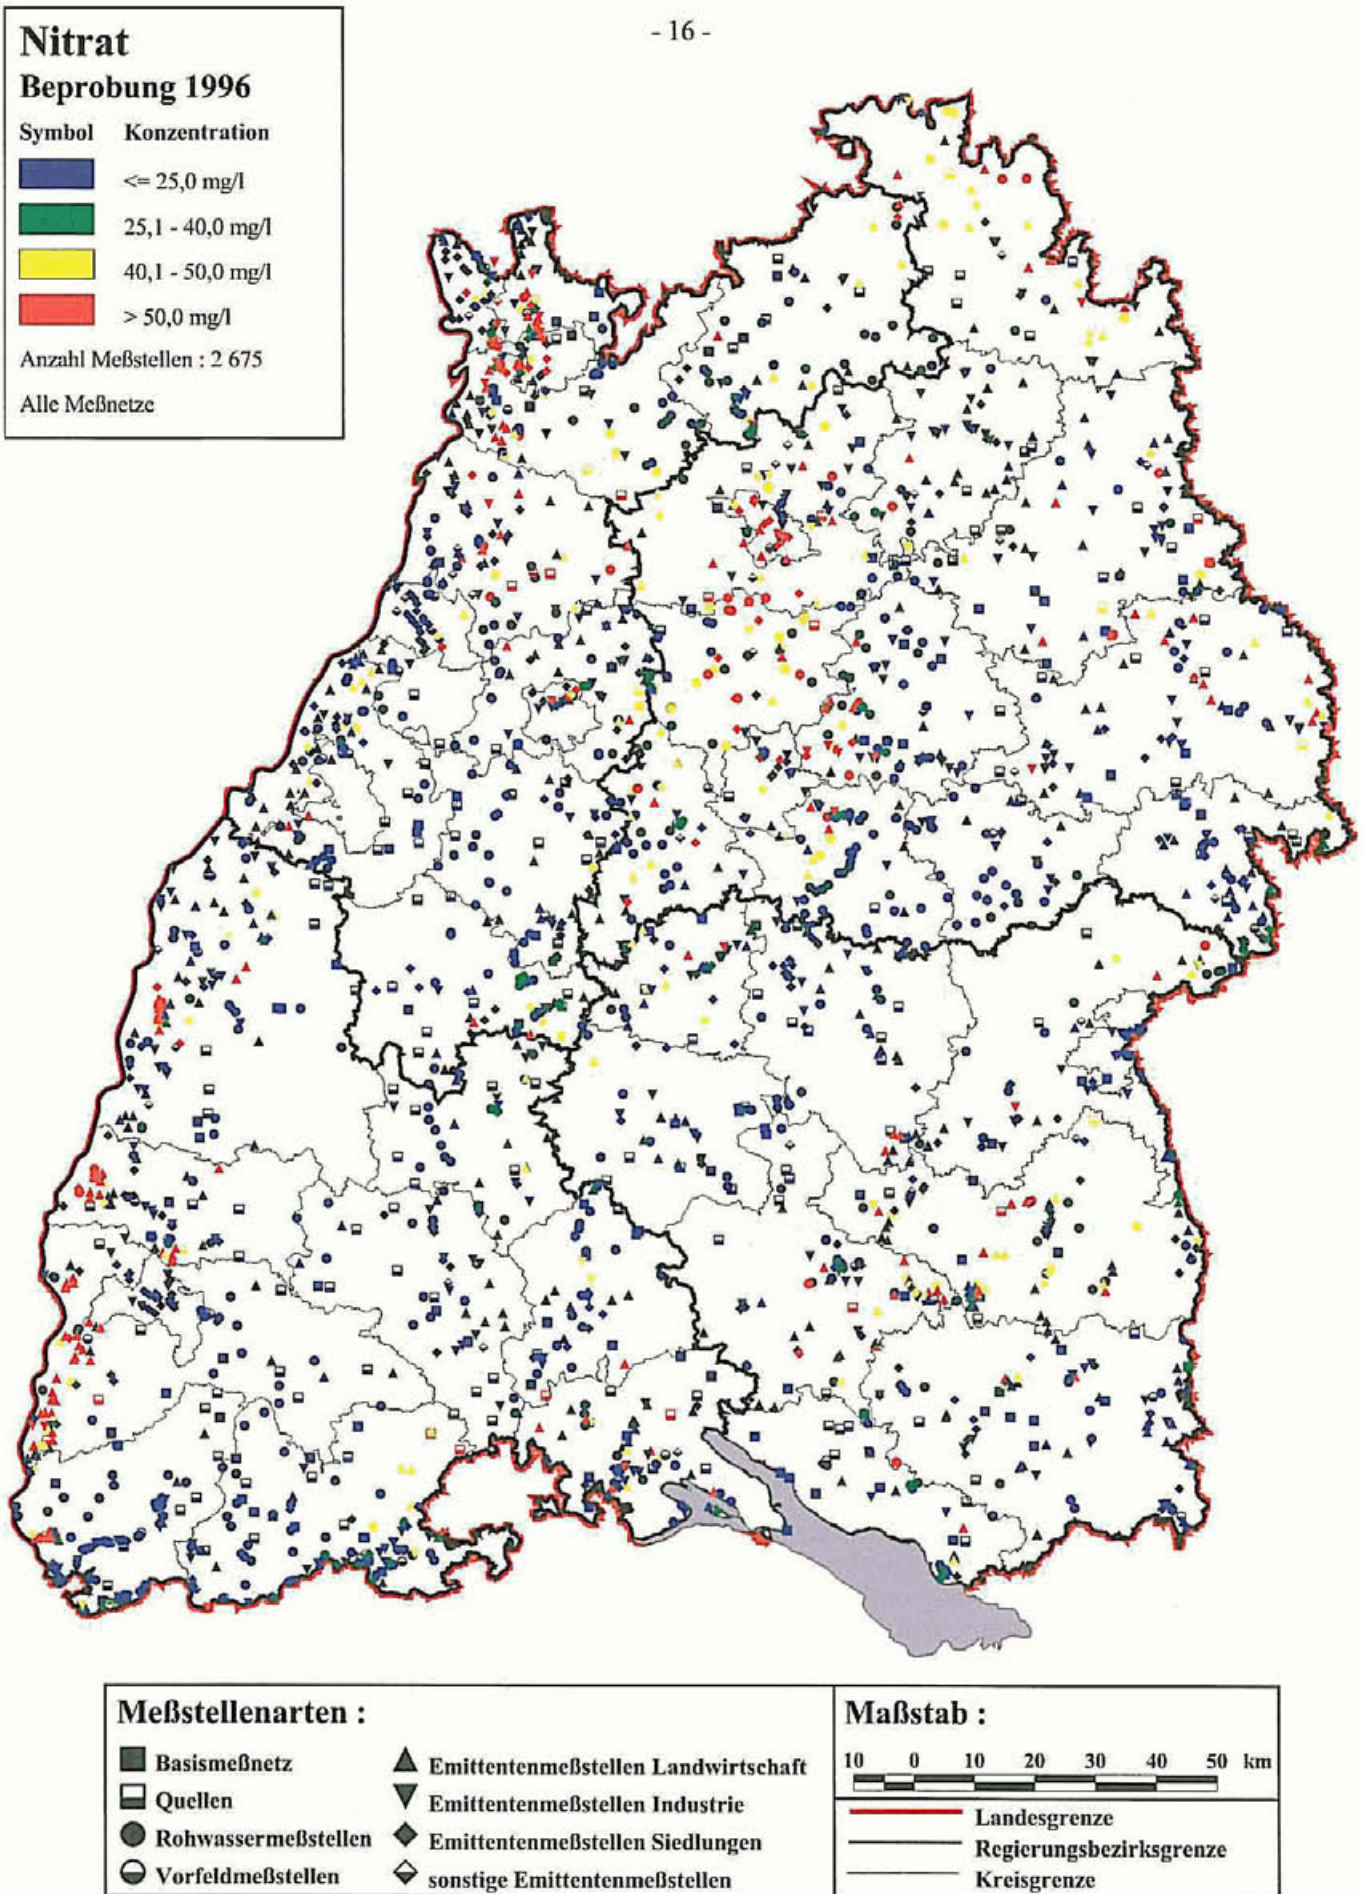 - 16 -
Nitrat
Beprobung 1996
Symbol Konzentration
<= 25,0 mg/l
25,1 - 40,0 mg/l
40,1 - 50,0 mg/l
> 50,0 mg/l
Anzahl Meßstellen : 2 675
Alle Meßnetze
Meßstellenarten :
Basismeßnetz
Quellen
Rohwassermeßstellen
Vorfeldmeßstellen
Emittentenmeßstellen Landwirtschaft
Emittentenmeßstellen Industrie
Emittentenmeßstellen Siedlungen
sonstige Emittentenmeßstellen
Maßstab :
10 0 10 20 30 40 50 km
Landesgrenze
Regierungsbezirksgrenze
Kreisgrenze